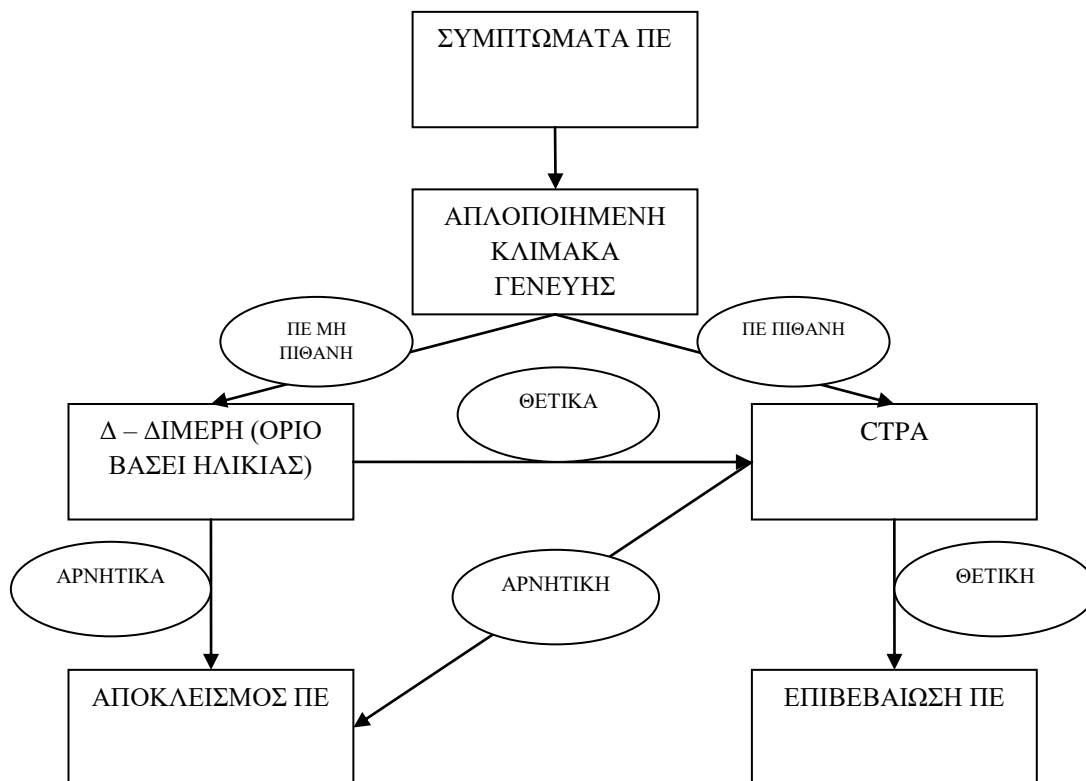 ΣΥΜΠΤΩΜΑΤΑ ΠΕ
ΑΠΛΟΠΟΙΗΜΕΝΗ
ΚΛΙΜΑΚΑ
ΓΕΝΕΥΗΣ
ΠΕ ΜΗ
ΠΙΘΑΝΗ
ΠΕ ΠΙΘΑΝΗ
Δ – ΔΙΜΕΡΗ (ΟΡΙΟ
ΒΑΣΕΙ ΗΛΙΚΙΑΣ)
ΘΕΤΙΚΑ
CTPA
ΑΡΝΗΤΙΚΑ
ΑΡΝΗΤΙΚΗ
ΘΕΤΙΚΗ
ΑΠΟΚΛΕΙΣΜΟΣ ΠΕ
ΕΠΙΒΕΒΑΙΩΣΗ ΠΕ